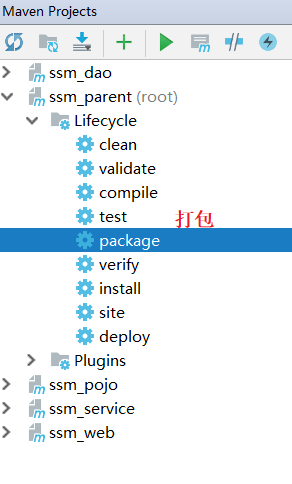 Maven Projects
ssm_dao
ssm_parent (root)
Lifecycle
clean
validate
compile
test
打包
package
verify
install
site
deploy
Plugins
ssm_pojo
ssm_service
ssm_web